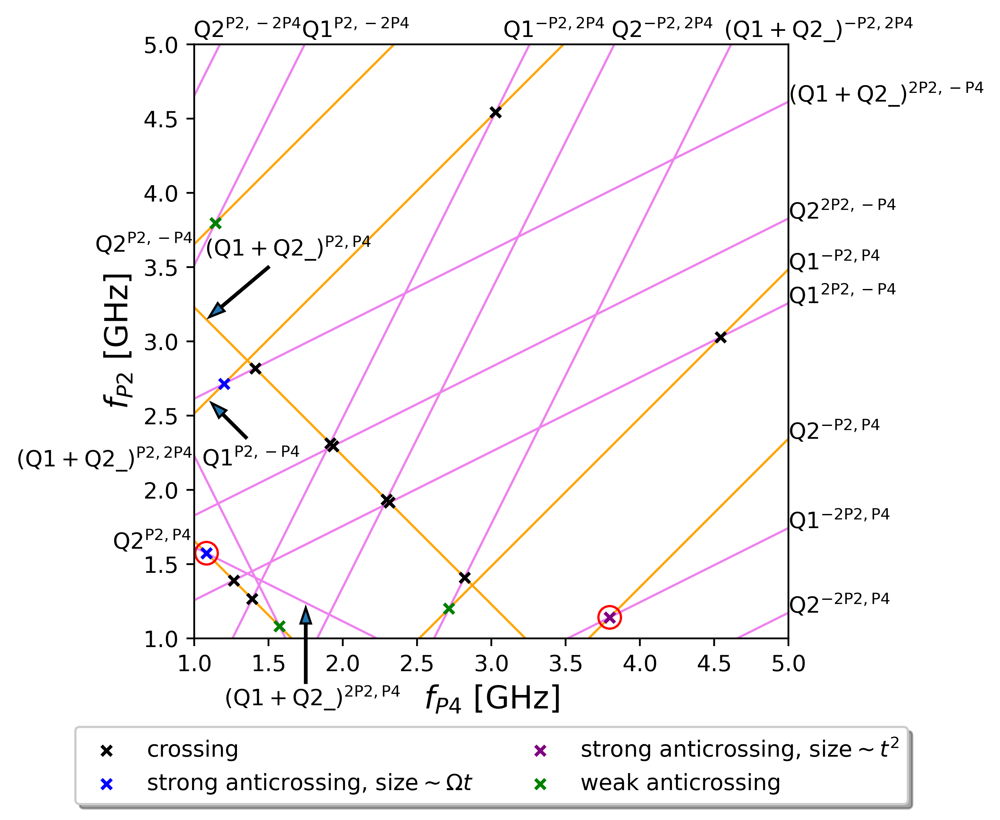 Q2^{P2, −2P4} Q1^{P2, −2P4} Q1^{−P2, 2P4} Q2^{−P2, 2P4} (Q1 + Q2_)^{−P2, 2P4}
5.0
(Q1 + Q2_)^{2P2, −P4}
4.5
4.0
Q2^{2P2, −P4}
Q2^{P2, −P4}
(Q1 + Q2_)^{P2, P4}
Q1^{−P2, P4}
3.5
Q1^{2P2, −P4}
f_{P2} [GHz]
3.0
2.5
Q2^{−P2, P4}
(Q1 + Q2_)^{P2, 2P4}
Q1^{P2, −P4}
2.0
Q1^{−2P2, P4}
Q2^{P2, P4}
1.5
Q2^{−2P2, P4}
1.0
1.0 1.5 2.0 2.5 3.0 3.5 4.0 4.5 5.0
(Q1 + Q2_)^{2P2, P4}
f_{P4} [GHz]
crossing
strong anticrossing, size ~ Ωt
strong anticrossing, size ~ t²
weak anticrossing